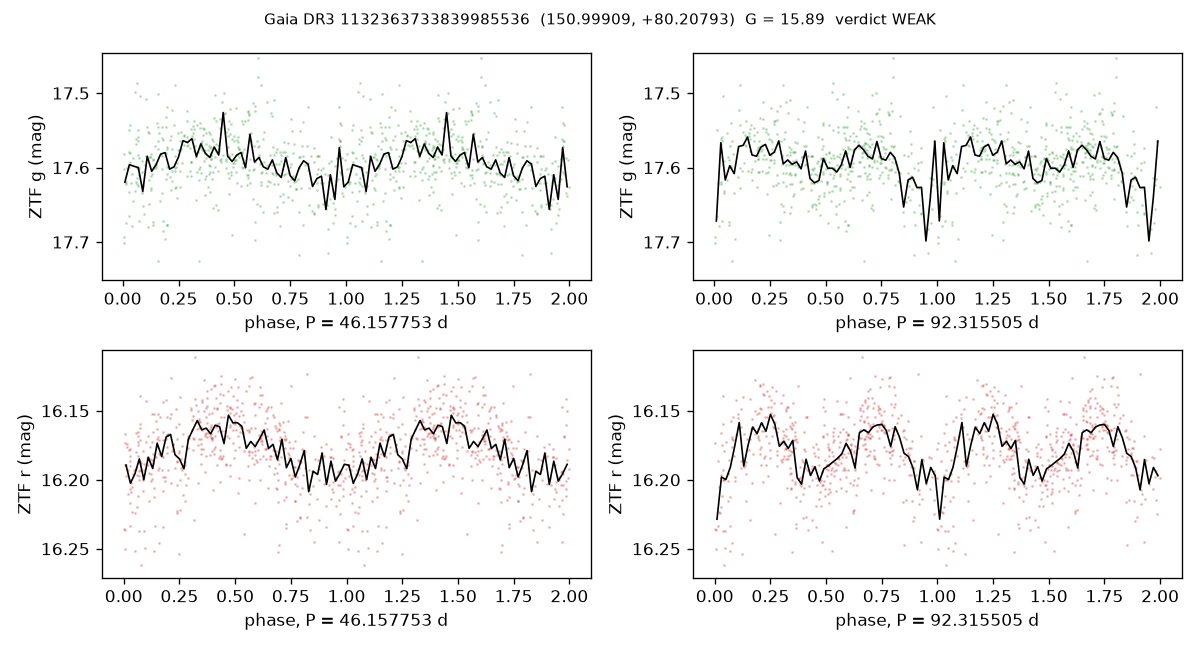 Gaia DR3 1132363733839985536 (150.99909, +80.20793) G = 15.89 verdict WEAK
ZTF g (mag)
17.5
17.6
17.7
0.00 0.25 0.50 0.75 1.00 1.25 1.50 1.75 2.00
phase, P = 46.157753 d
ZTF g (mag)
17.5
17.6
17.7
0.00 0.25 0.50 0.75 1.00 1.25 1.50 1.75 2.00
phase, P = 92.315505 d
ZTF r (mag)
16.15
16.20
16.25
0.00 0.25 0.50 0.75 1.00 1.25 1.50 1.75 2.00
phase, P = 46.157753 d
ZTF r (mag)
16.15
16.20
16.25
0.00 0.25 0.50 0.75 1.00 1.25 1.50 1.75 2.00
phase, P = 92.315505 d